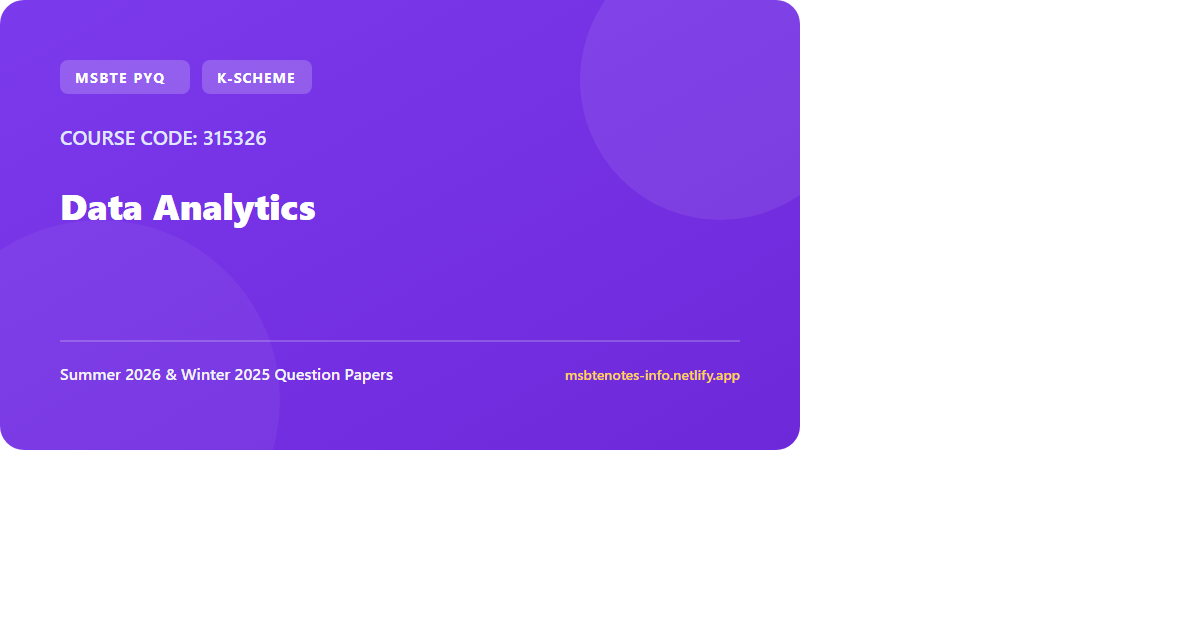 MSBTE PYQ
K-SCHEME
COURSE CODE: 315326
Data Analytics
Summer 2026 & Winter 2025 Question Papers
msbtenotes-info.netlify.app